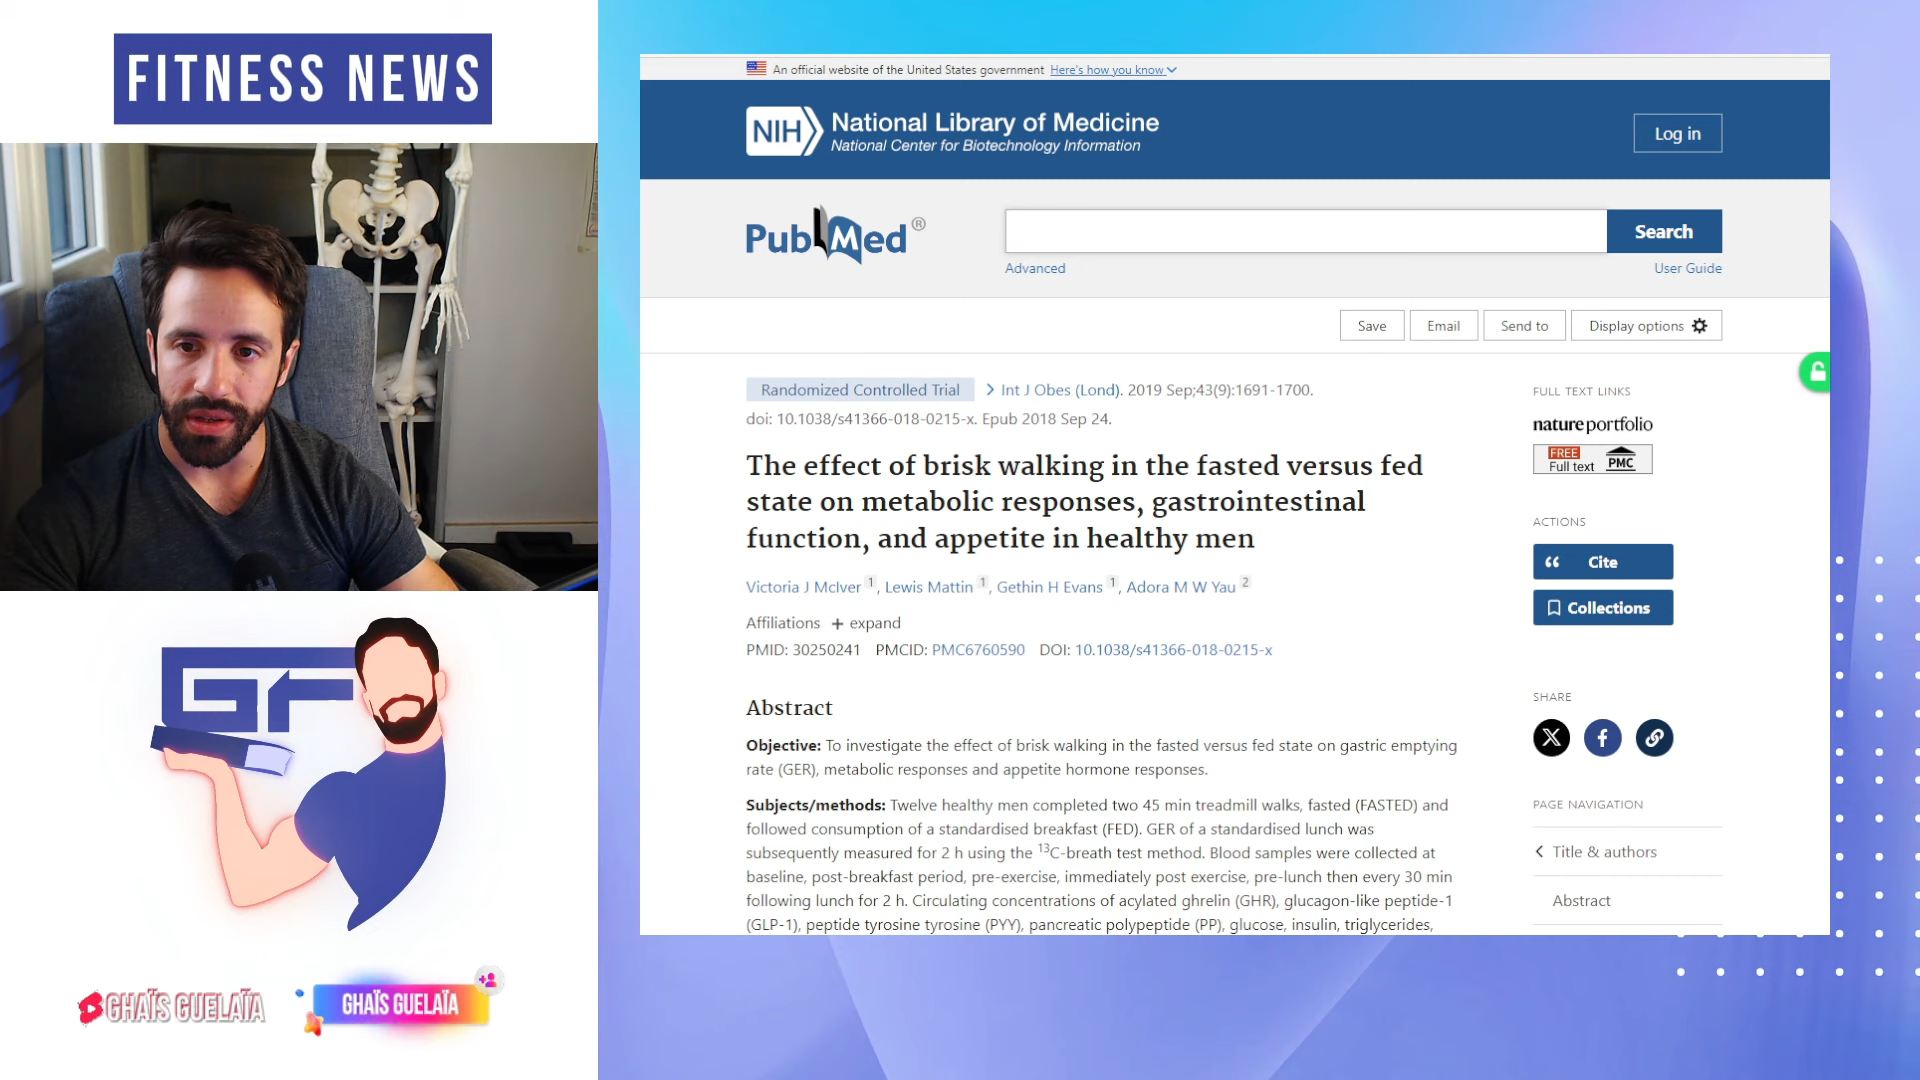 FITNESS NEWS
GF
GHAÏS GUELAÏA
GHAÏS GUELAÏA
An official website of the United States government Here's how you know
NIH National Library of Medicine
National Center for Biotechnology Information
Log in
PubMed®
Search
Advanced
User Guide
Save
Email
Send to
Display options
Randomized Controlled Trial
Int J Obes (Lond). 2019 Sep;43(9):1691-1700.
doi: 10.1038/s41366-018-0215-x. Epub 2018 Sep 24.
The effect of brisk walking in the fasted versus fed
state on metabolic responses, gastrointestinal
function, and appetite in healthy men
Victoria J McIver 1, Lewis Mattin 1, Gethin H Evans 1, Adora M W Yau 2
Affiliations + expand
PMID: 30250241 PMCID: PMC6760590 DOI: 10.1038/s41366-018-0215-x
Abstract
Objective: To investigate the effect of brisk walking in the fasted versus fed state on gastric emptying
rate (GER), metabolic responses and appetite hormone responses.
Subjects/methods: Twelve healthy men completed two 45 min treadmill walks, fasted (FASTED) and
followed consumption of a standardised breakfast (FED). GER of a standardised lunch was
subsequently measured for 2 h using the 13C-breath test method. Blood samples were collected at
baseline, post-breakfast period, pre-exercise, immediately post exercise, pre-lunch then every 30 min
following lunch for 2 h. Circulating concentrations of acylated ghrelin (GHR), glucagon-like peptide-1
(GLP-1), peptide tyrosine tyrosine (PYY), pancreatic polypeptide (PP), glucose, insulin, triglycerides,
FULL TEXT LINKS
nature portfolio
FREE
Full text PMC
ACTIONS
Cite
Collections
SHARE
PAGE NAVIGATION
Title & authors
Abstract